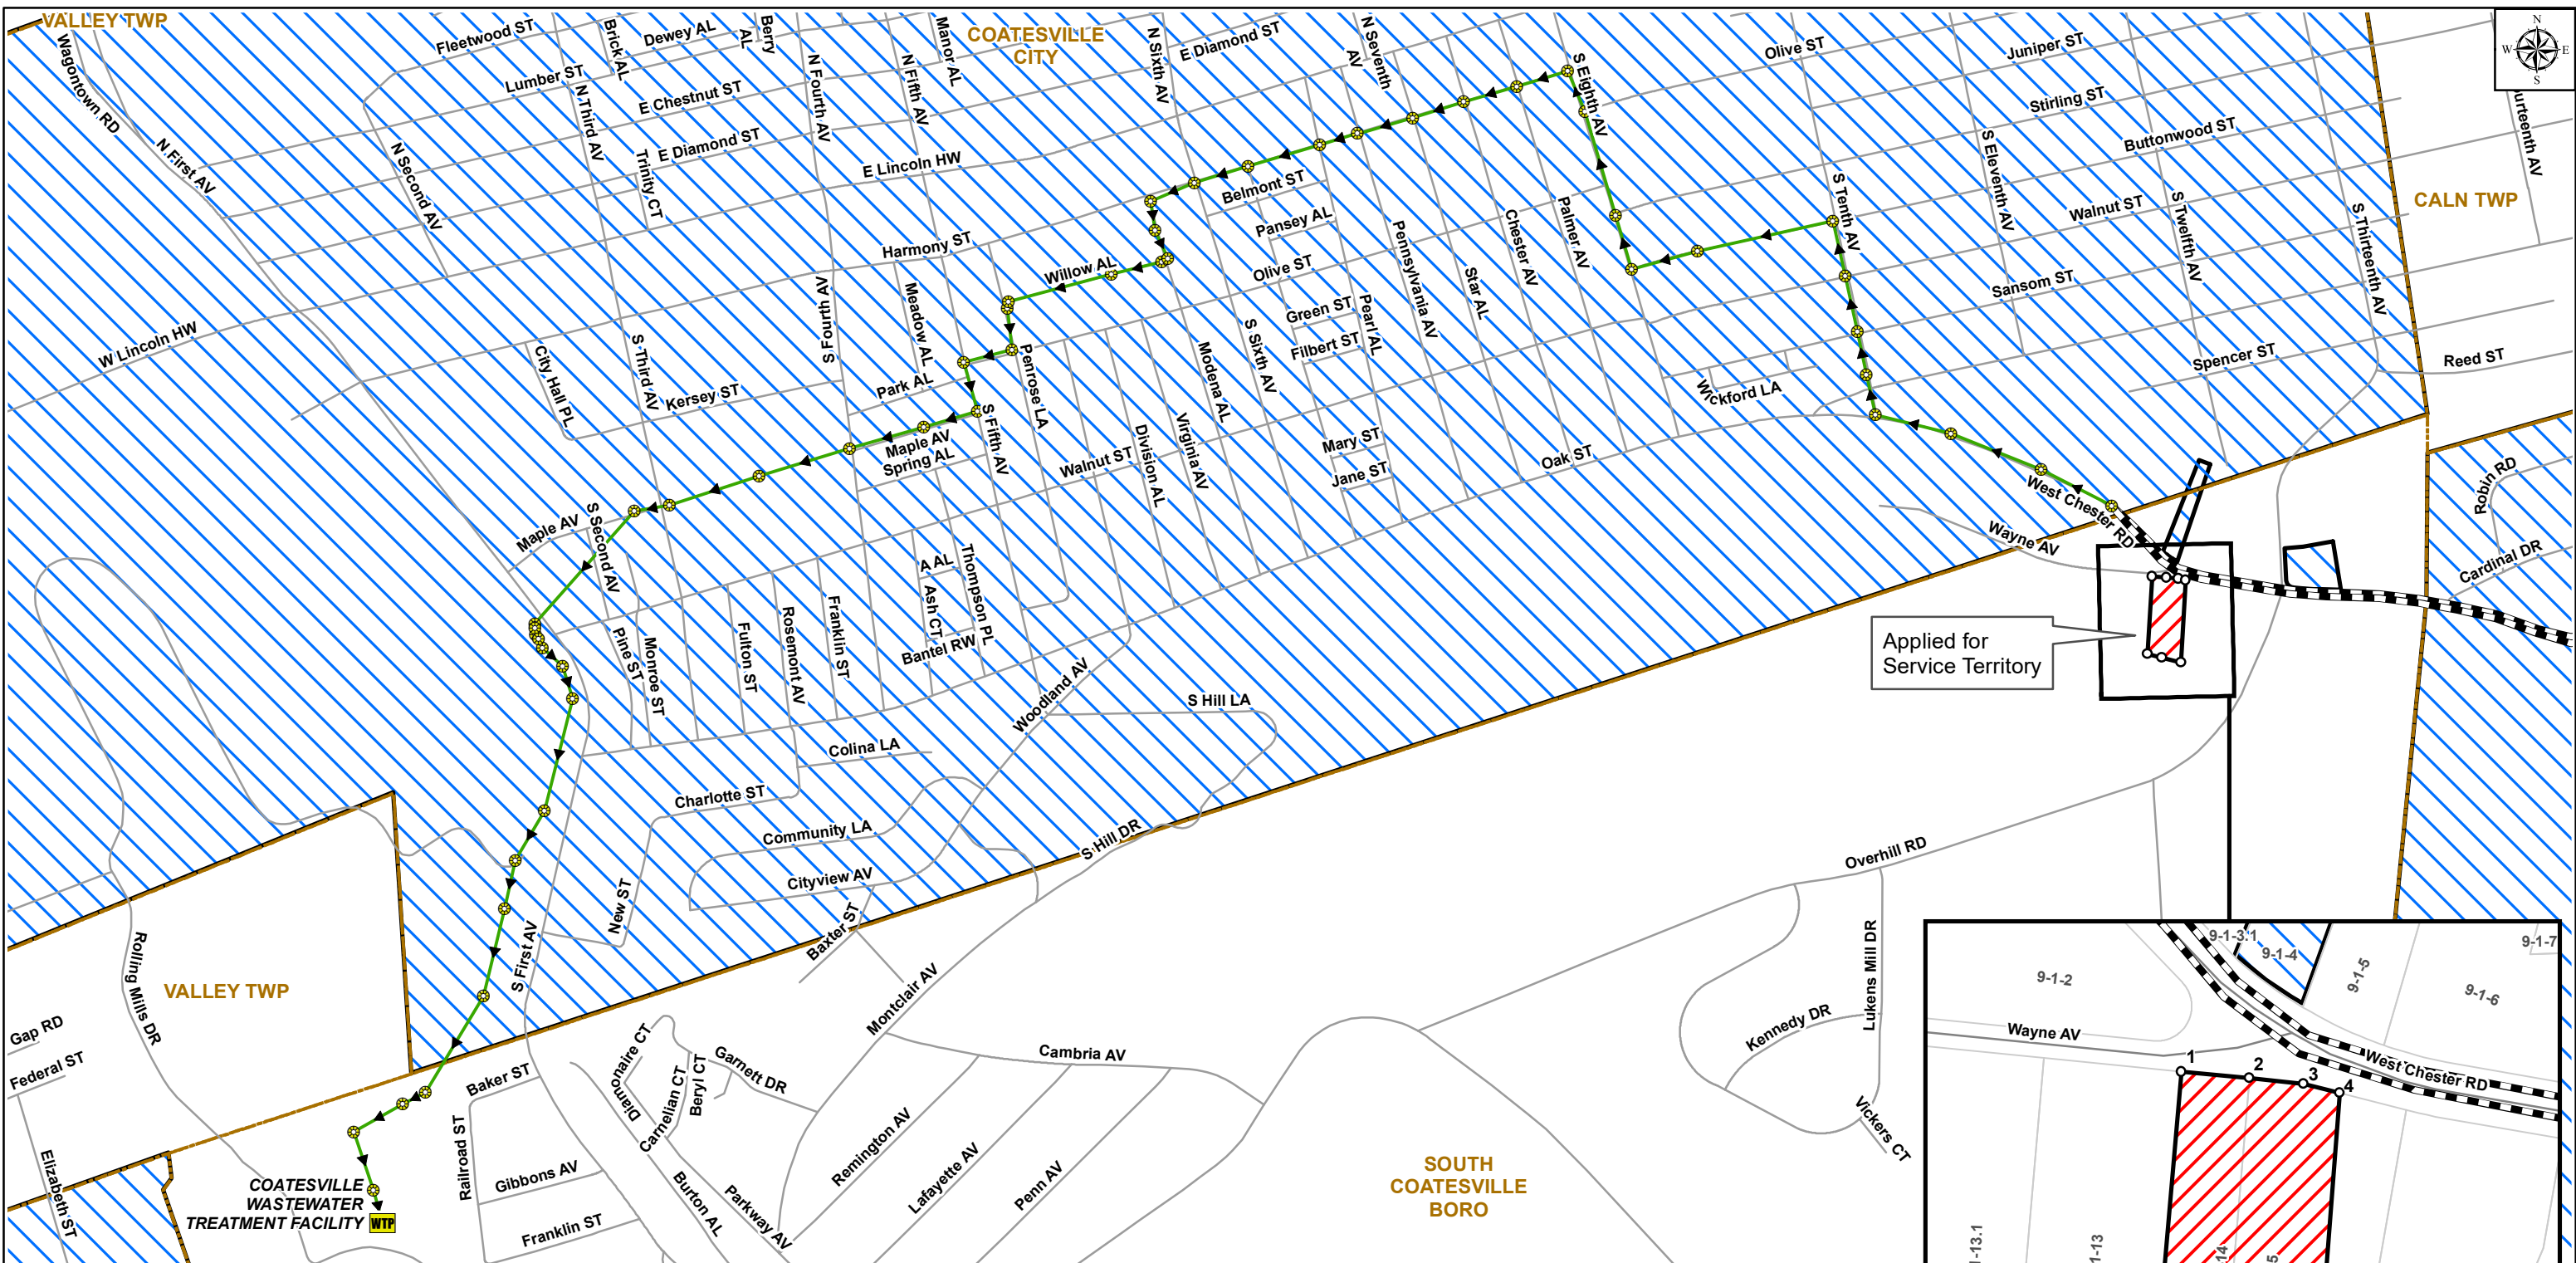 VALLEY TWP
COATESVILLE
CITY
N
W
E
S
Wagontown RD
Fleetwood ST
Brick AL
Dewey AL
Berry
AL
Manor AL
N Sixth AV
E Diamond ST
N Seventh
AV
S Eighth AV
Olive ST
Juniper ST
urteenth AV
Lumber ST
E Chestnut ST
N Fourth AV
N Fifth AV
N Third AV
Stirling ST
Buttonwood ST
N First AV
N Second AV
E Diamond ST
Trinity CT
E Lincoln HW
Belmont ST
Pansey AL
S Tenth AV
S Eleventh AV
Walnut ST
S Twelfth AV
S Thirteenth AV
CALN TWP
Harmony ST
Willow AL
Olive ST
Pennsylvania AV
Chester AV
Palmer AV
Star AL
Sansom ST
W Lincoln HW
S Fourth AV
Meadow AL
Green ST
Pearl AL
Filbert ST
S Sixth AV
Modena AL
Penrose LA
City Hall PL
S Third AV
Kersey ST
Park AL
Wickford LA
Spencer ST
Reed ST
Maple AV
Spring AL
S Fifth AV
Walnut ST
Division AL
Virginia AV
Mary ST
Jane ST
Oak ST
West Chester RD
Robin RD
Maple AV
S Second AV
Wayne AV
Cardinal DR
A AL
Ash CT
Thompson PL
Bantel RW
Pine ST
Monroe ST
Fulton ST
Rosemont AV
Franklin ST
Applied for
Service Territory
Woodland AV
S Hill LA
Colina LA
Charlotte ST
Community LA
Cityview AV
S Hill DR
Overhill RD
New ST
Baxter ST
S First AV
Rolling Mills DR
VALLEY TWP
Montclair AV
Lukens Mill DR
Kennedy DR
Vickers CT
Gap RD
Federal ST
Elizabeth ST
Baker ST
Railroad ST
Gibbons AV
Franklin ST
Diamonaire CT
Carnelian CT
Beryl CT
Garnett DR
Burton AL
Parkway AV
Cambria AV
Remington AV
Lafayette AV
Penn AV
SOUTH
COATESVILLE
BORO
COATESVILLE
WASTEWATER
TREATMENT FACILITY
WTP
9-1-3.1
9-1-4
9-1-5
9-1-6
9-1-7
9-1-2
Wayne AV
West Chester RD
1
2
3
4
1-13.1
1-13
14
5